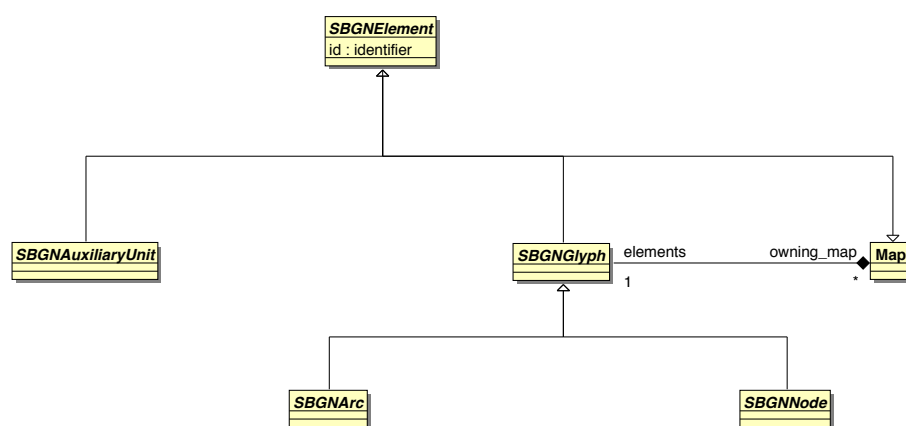 SBGNElement
id : identifier
SBGNAuxiliaryUnit
SBGNGlyph
elements
owning_map
Map
1
*
SBGNArc
SBGNNode